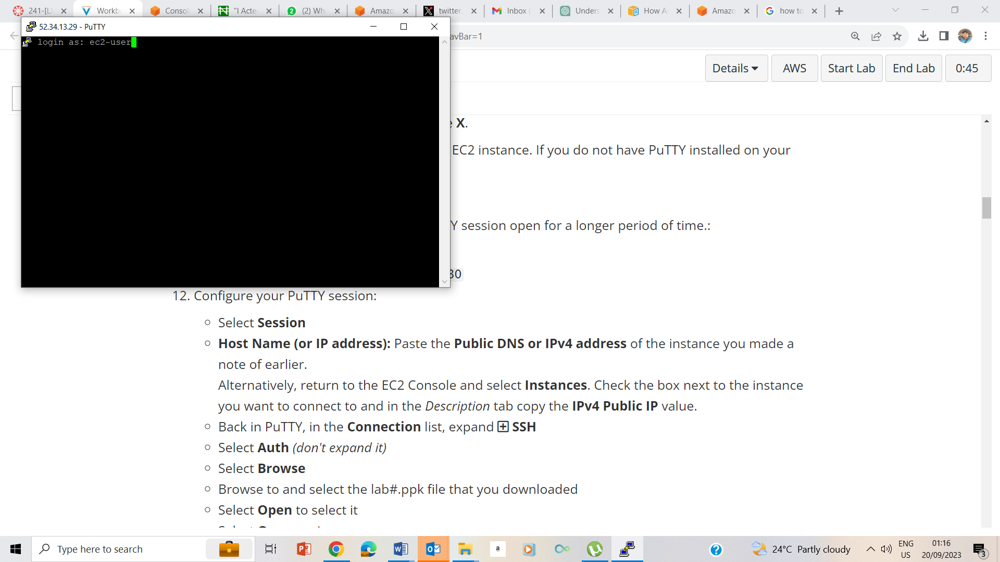 241-[LX
Workb
Consol
"I Acte
(2) Wh
Amazo
twitter.
Inbox (
Unders
How A
Amazo
how to
52.34.13.29 - PuTTY
avBar=1
login as: ec2-user
Details
AWS
Start Lab
End Lab
0:45
e X.
EC2 instance. If you do not have PuTTY installed on your
Y session open for a longer period of time.:
30
12. Configure your PuTTY session:
Select Session
Host Name (or IP address): Paste the Public DNS or IPv4 address of the instance you made a
note of earlier.
Alternatively, return to the EC2 Console and select Instances. Check the box next to the instance
you want to connect to and in the Description tab copy the IPv4 Public IP value.
Back in PuTTY, in the Connection list, expand SSH
Select Auth (don't expand it)
Select Browse
Browse to and select the lab#.ppk file that you downloaded
Select Open to select it
Type here to search
24°C Partly cloudy
ENG
US
01:16
20/09/2023
3